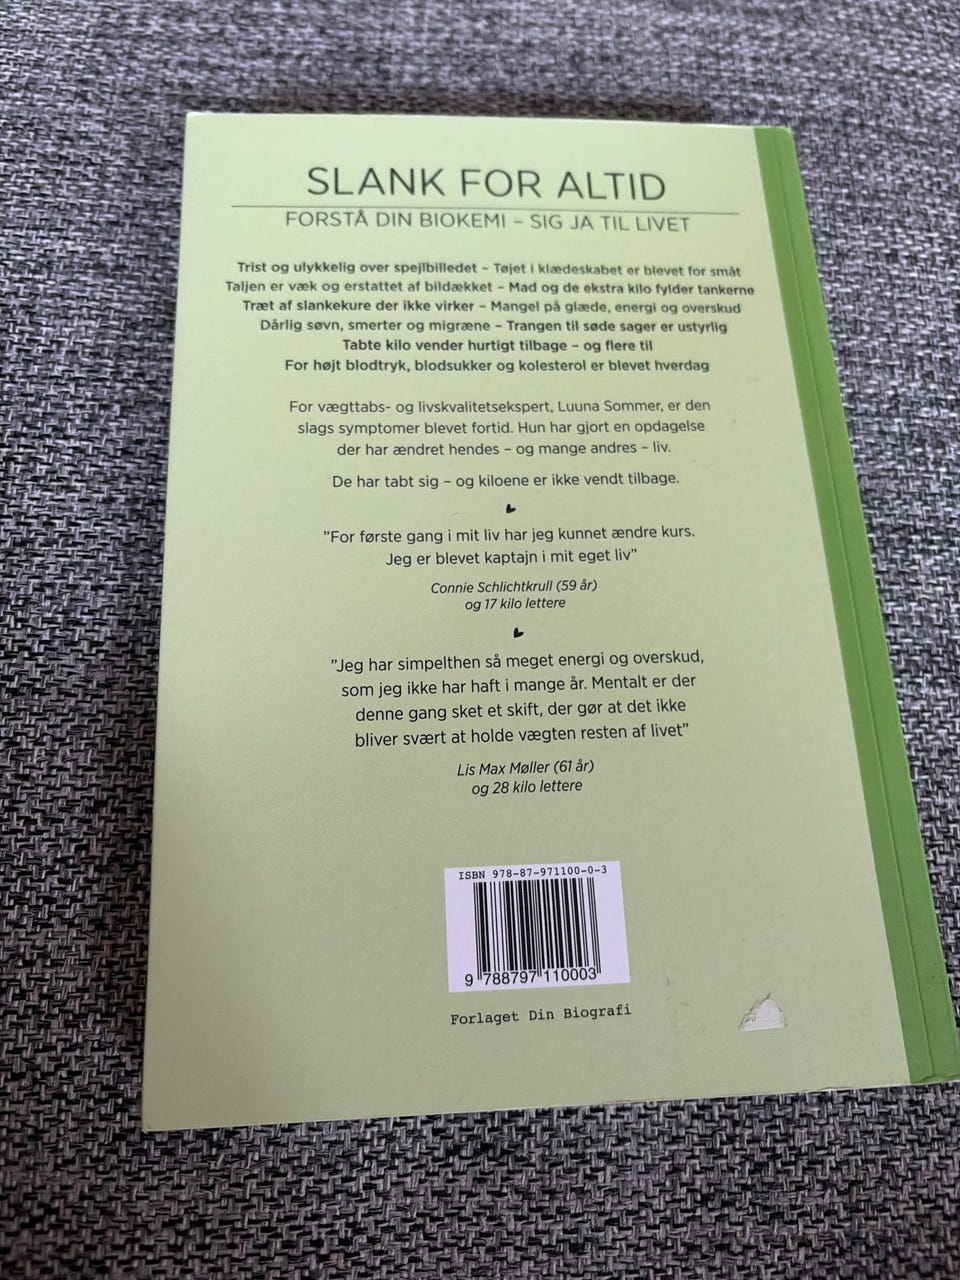 SLANK FOR ALTID
FORSTÅ DIN BIOKEMI – SIG JA TIL LIVET
Trist og ulykkelig over spejlbilledet – Tøjet i klædeskabet er blevet for småt
Taljen er væk og erstattet af bildækket – Mad og de ekstra kilo fylder tankerne
Træt af slankekure der ikke virker – Mangel på glæde, energi og overskud
Dårlig søvn, smerter og migræne – Trangen til søde sager er ustyrlig
Tabte kilo vender hurtigt tilbage – og flere til
For højt blodtryk, blodsukker og kolesterol er blevet hverdag
For vægttabs- og livskvalitetsekspert, Luuna Sommer, er den
slags symptomer blevet fortid. Hun har gjort en opdagelse
der har ændret hendes – og mange andres – liv.
De har tabt sig – og kiloene er ikke vendt tilbage.
”For første gang i mit liv har jeg kunnet ændre kurs.
Jeg er blevet kaptajn i mit eget liv”
Connie Schlichtkrull (59 år)
og 17 kilo lettere
”Jeg har simpelthen så meget energi og overskud,
som jeg ikke har haft i mange år. Mentalt er der
denne gang sket et skift, der gør at det ikke
bliver svært at holde vægten resten af livet”
Lis Max Møller (61 år)
og 28 kilo lettere
ISBN 978-87-971100-0-3
9 788797 110003
Forlaget Din Biografi